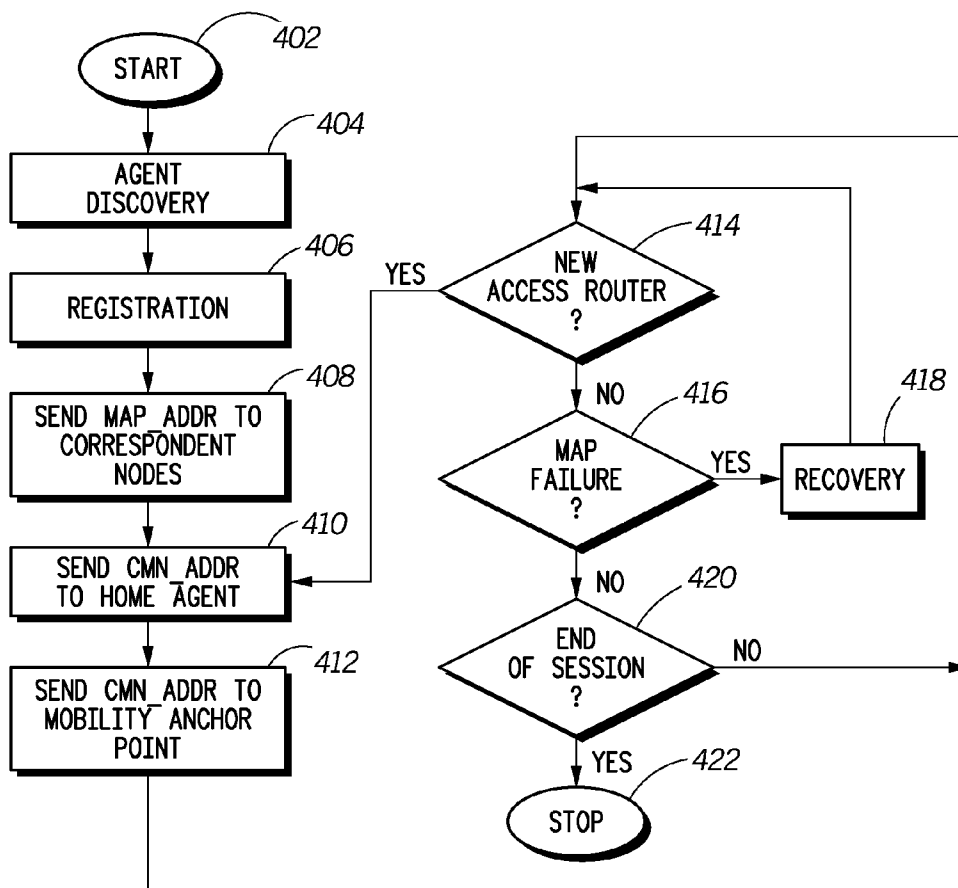 402
START
404
AGENT
DISCOVERY
406
REGISTRATION
408
SEND MAP_ADDR TO
CORRESPONDENT
NODES
410
SEND CMN_ADDR
TO HOME AGENT
412
SEND CMN_ADDR TO
MOBILITY ANCHOR
POINT
414
NEW
ACCESS ROUTER
?
YES
NO
416
MAP
FAILURE
?
YES
418
RECOVERY
NO
420
END
OF SESSION
?
NO
YES
422
STOP